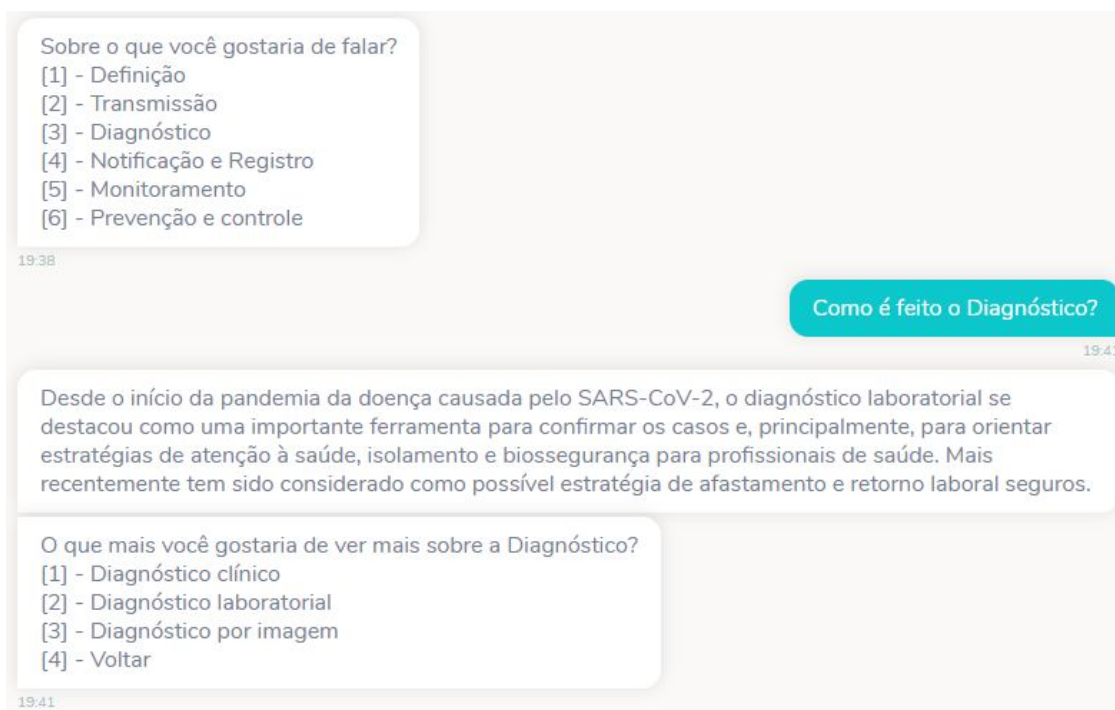 Sobre o que você gostaria de falar?
[1] - Definição
[2] - Transmissão
[3] - Diagnóstico
[4] - Notificação e Registro
[5] - Monitoramento
[6] - Prevenção e controle
19:38
Como é feito o Diagnóstico?
19:41
Desde o início da pandemia da doença causada pelo SARS-CoV-2, o diagnóstico laboratorial se
destacou como uma importante ferramenta para confirmar os casos e, principalmente, para orientar
estratégias de atenção à saúde, isolamento e biossegurança para profissionais de saúde. Mais
recentemente tem sido considerado como possível estratégia de afastamento e retorno laboral seguros.
O que mais você gostaria de ver mais sobre a Diagnóstico?
[1] - Diagnóstico clínico
[2] - Diagnóstico laboratorial
[3] - Diagnóstico por imagem
[4] - Voltar
19:41